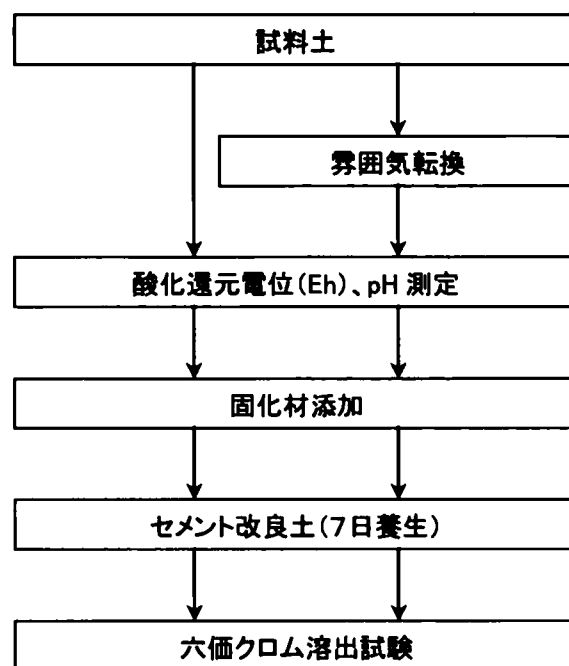 試料土
雰囲気転換
酸化還元電位(Eh)、pH 測定
固化材添加
セメント改良土(7日養生)
六価クロム溶出試験